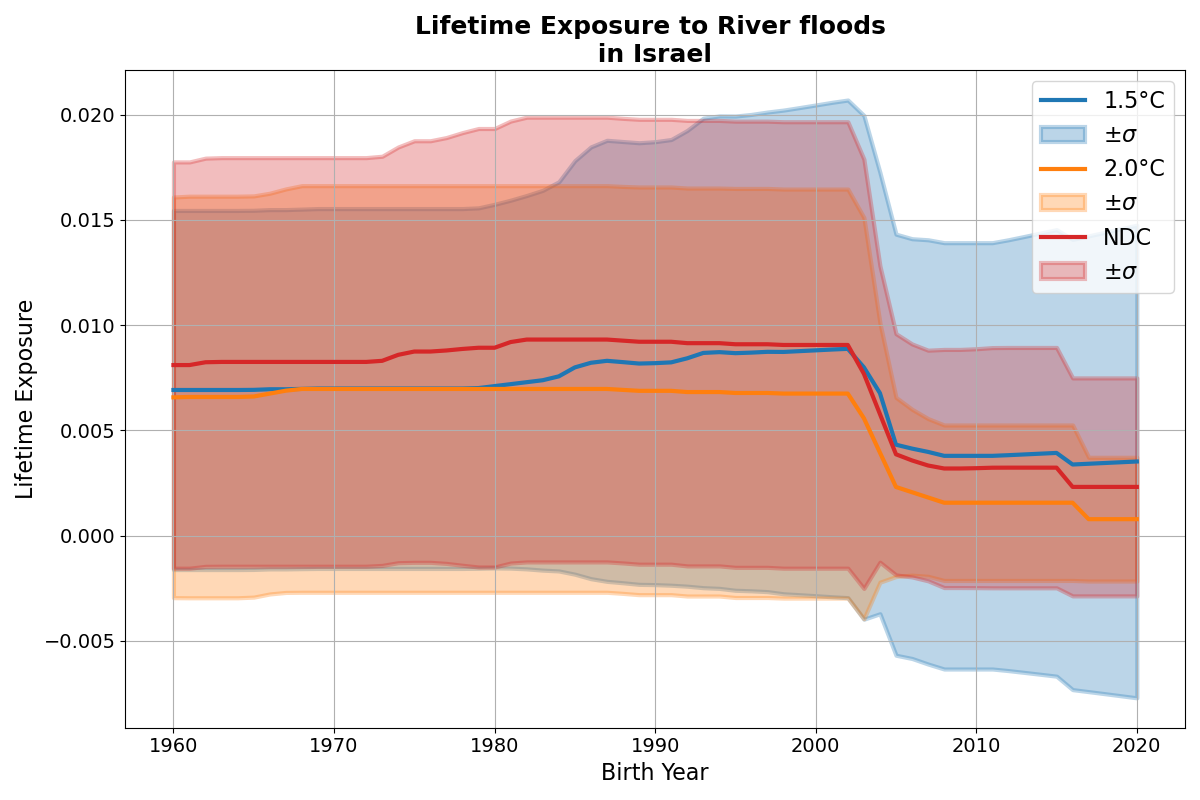 Lifetime Exposure to River floods
in Israel
Lifetime Exposure
0.020
0.015
0.010
0.005
0.000
−0.005
1960 1970 1980 1990 2000 2010 2020
Birth Year
1.5°C
±σ
2.0°C
±σ
NDC
±σ